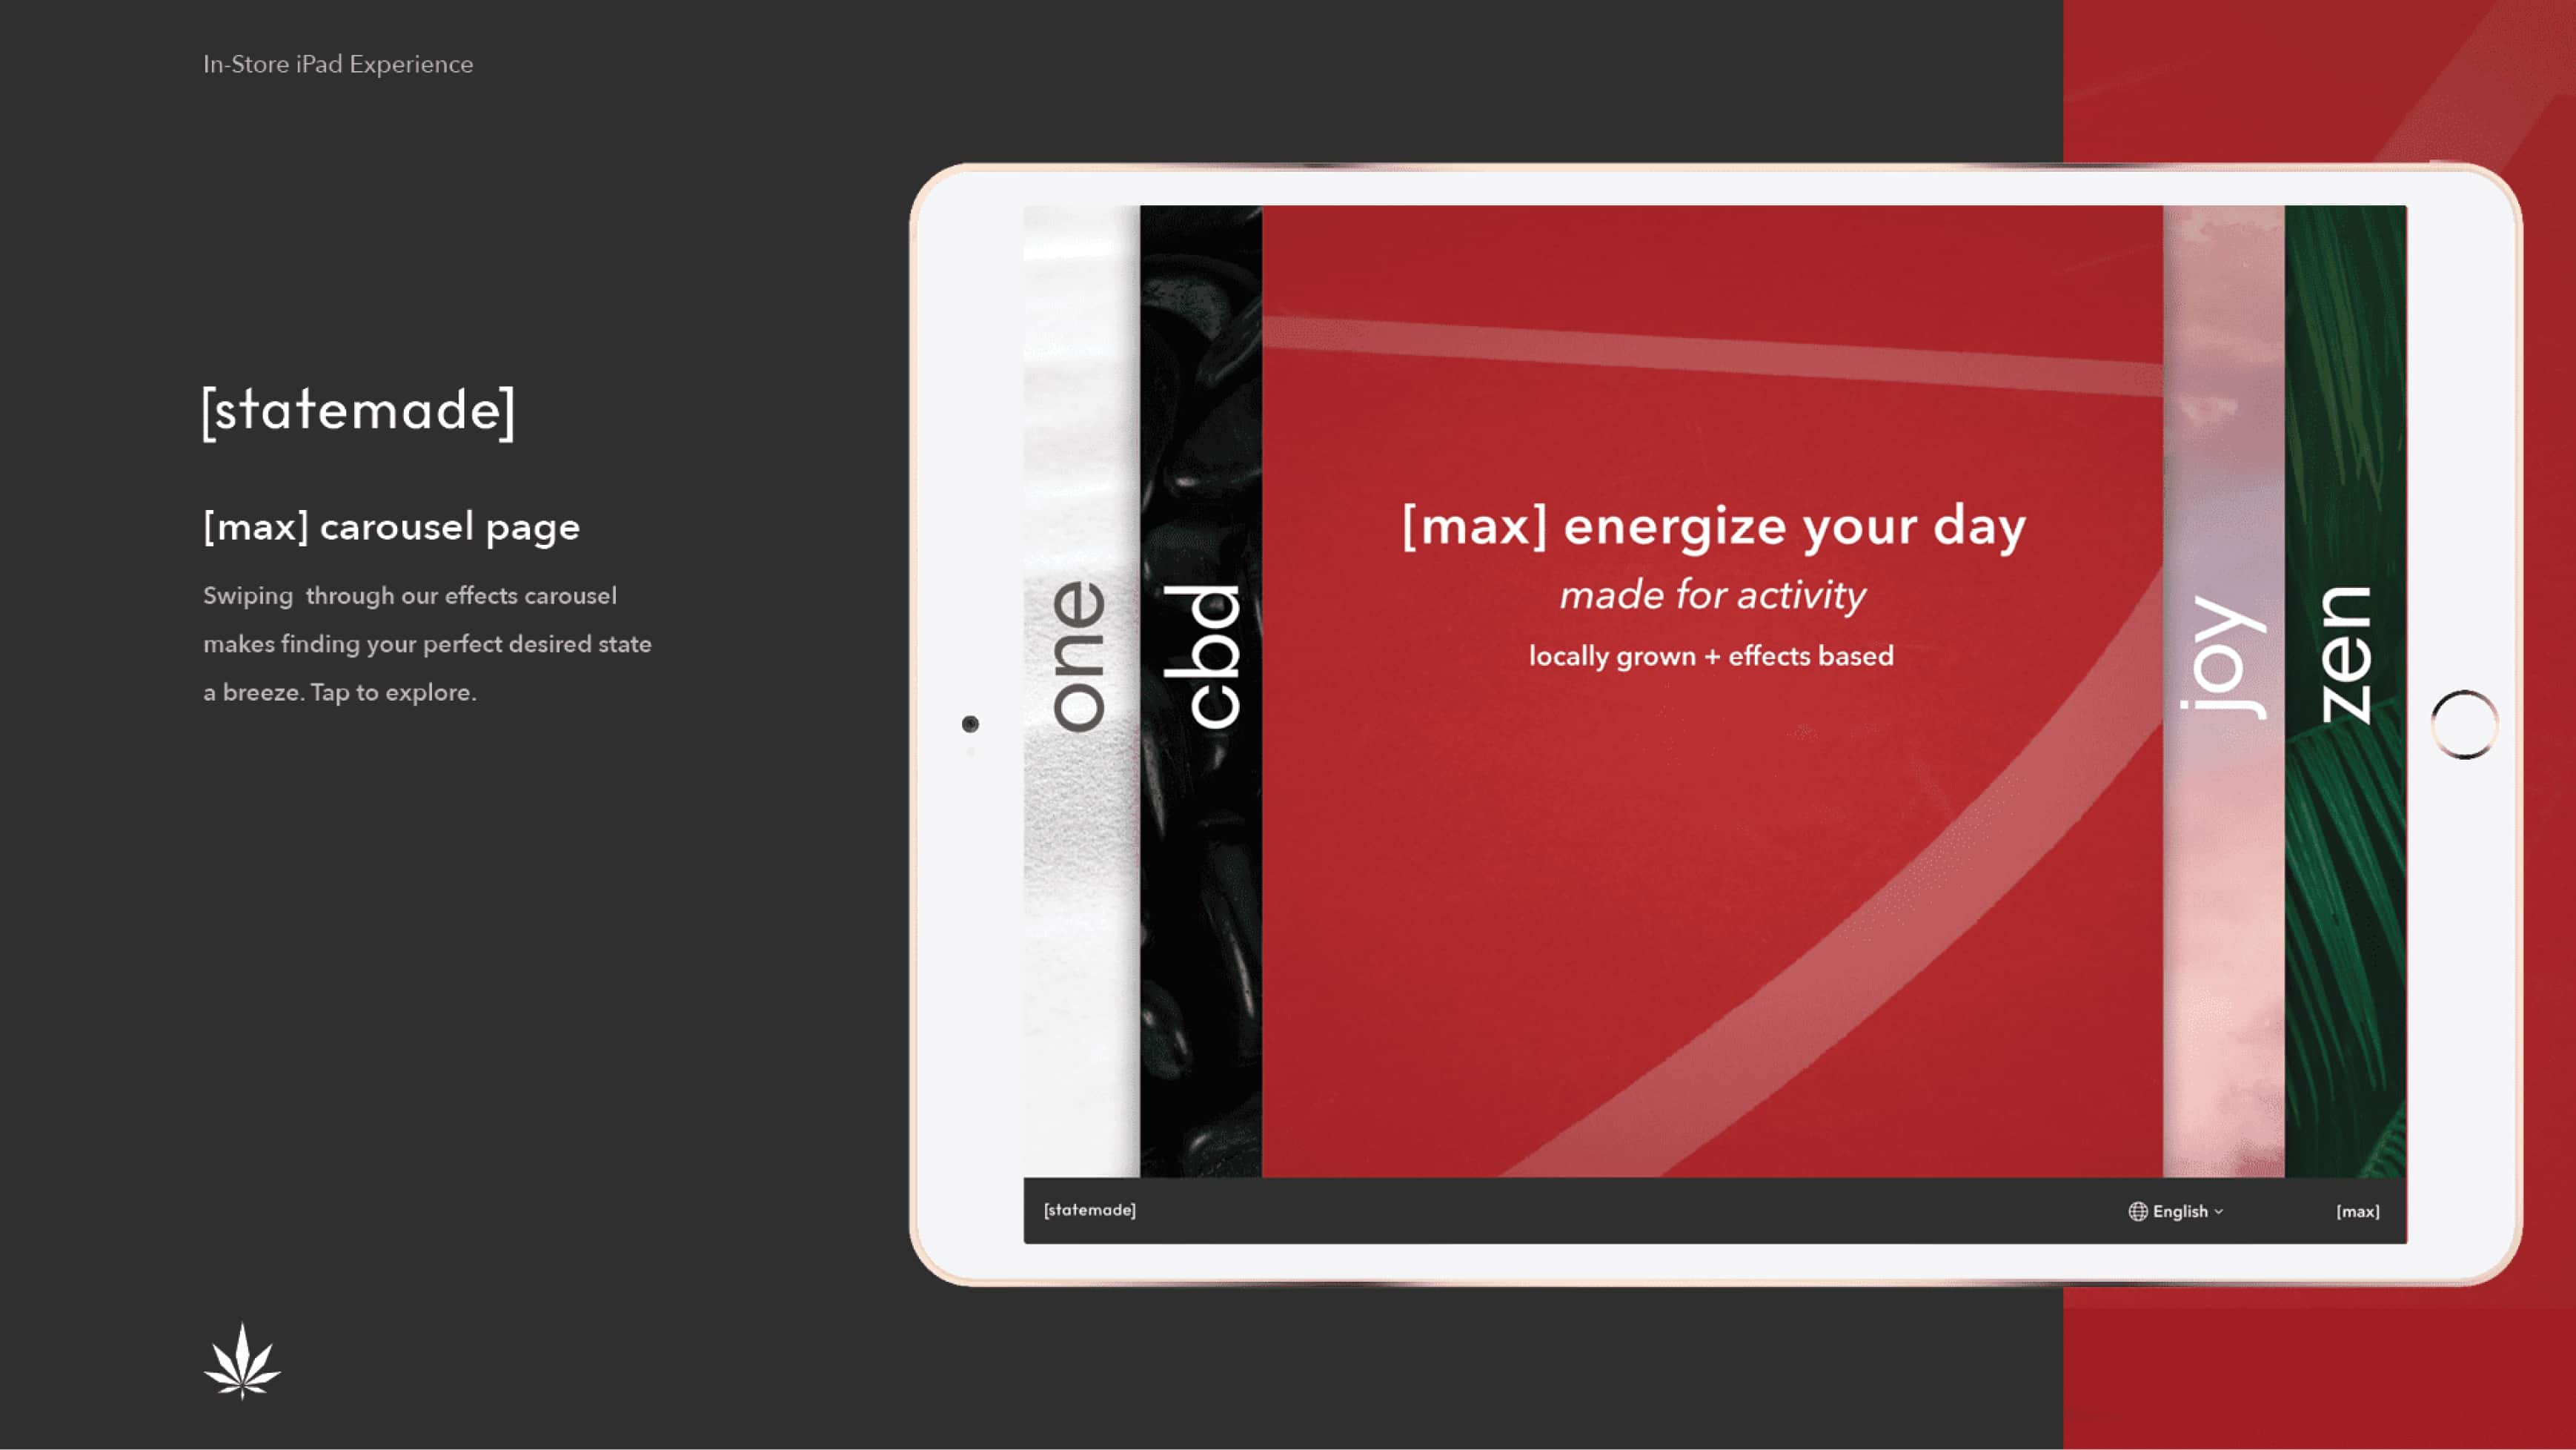 In-Store iPad Experience
[statemade]
[max] carousel page
Swiping through our effects carousel
makes finding your perfect desired state
a breeze. Tap to explore.
one
cbd
[max] energize your day
made for activity
locally grown + effects based
joy
zen
[statemade]
English
[max]